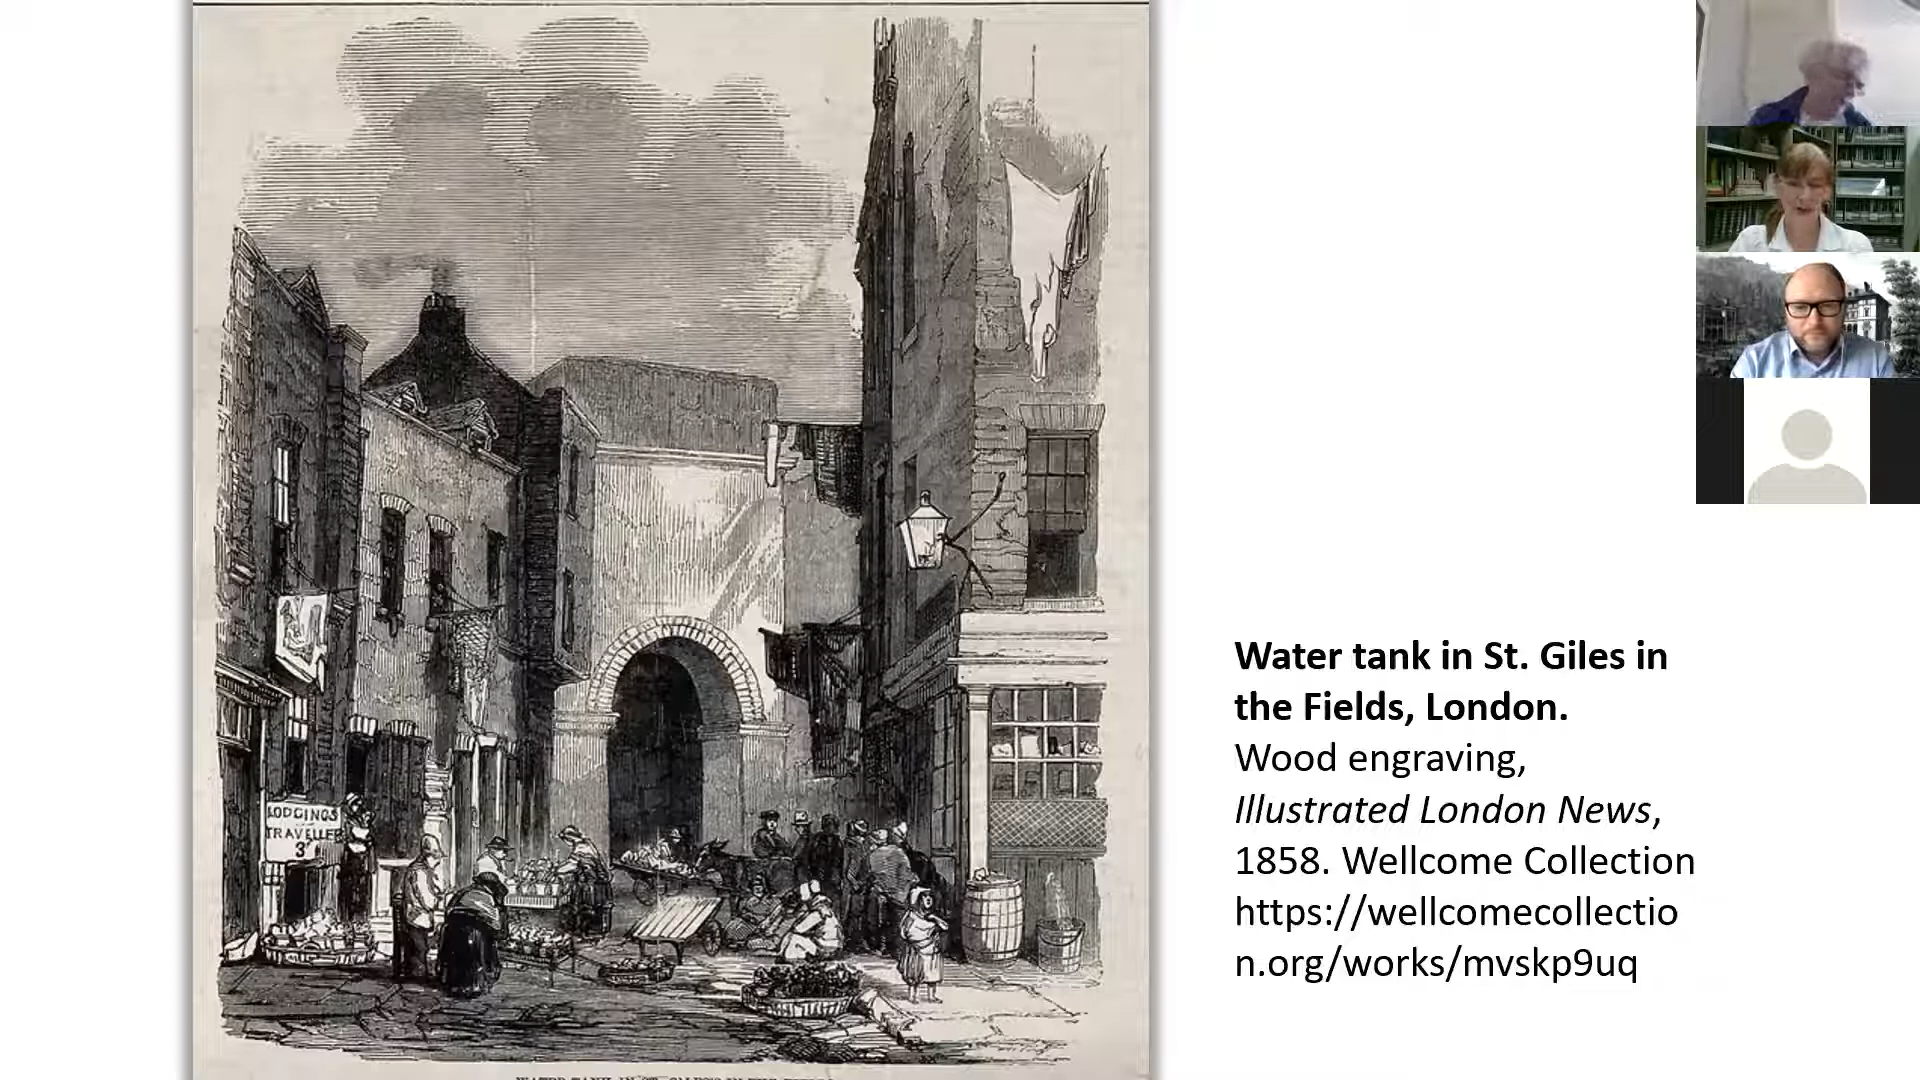 LODGINGS
TRAVELLER
3
Water tank in St. Giles in
the Fields, London.
Wood engraving,
Illustrated London News,
1858. Wellcome Collection
https://wellcomecollectio
n.org/works/mvskp9uq